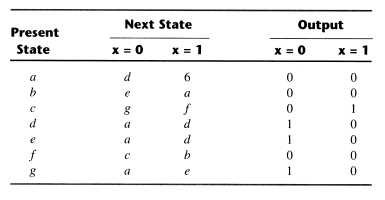 Present State Next State Output
x = 0 x = 1 x = 0 x = 1
a d 6 0 0
b e a 0 0
c g f 0 1
d a d 1 0
e a d 1 0
f c b 0 0
g a e 1 0